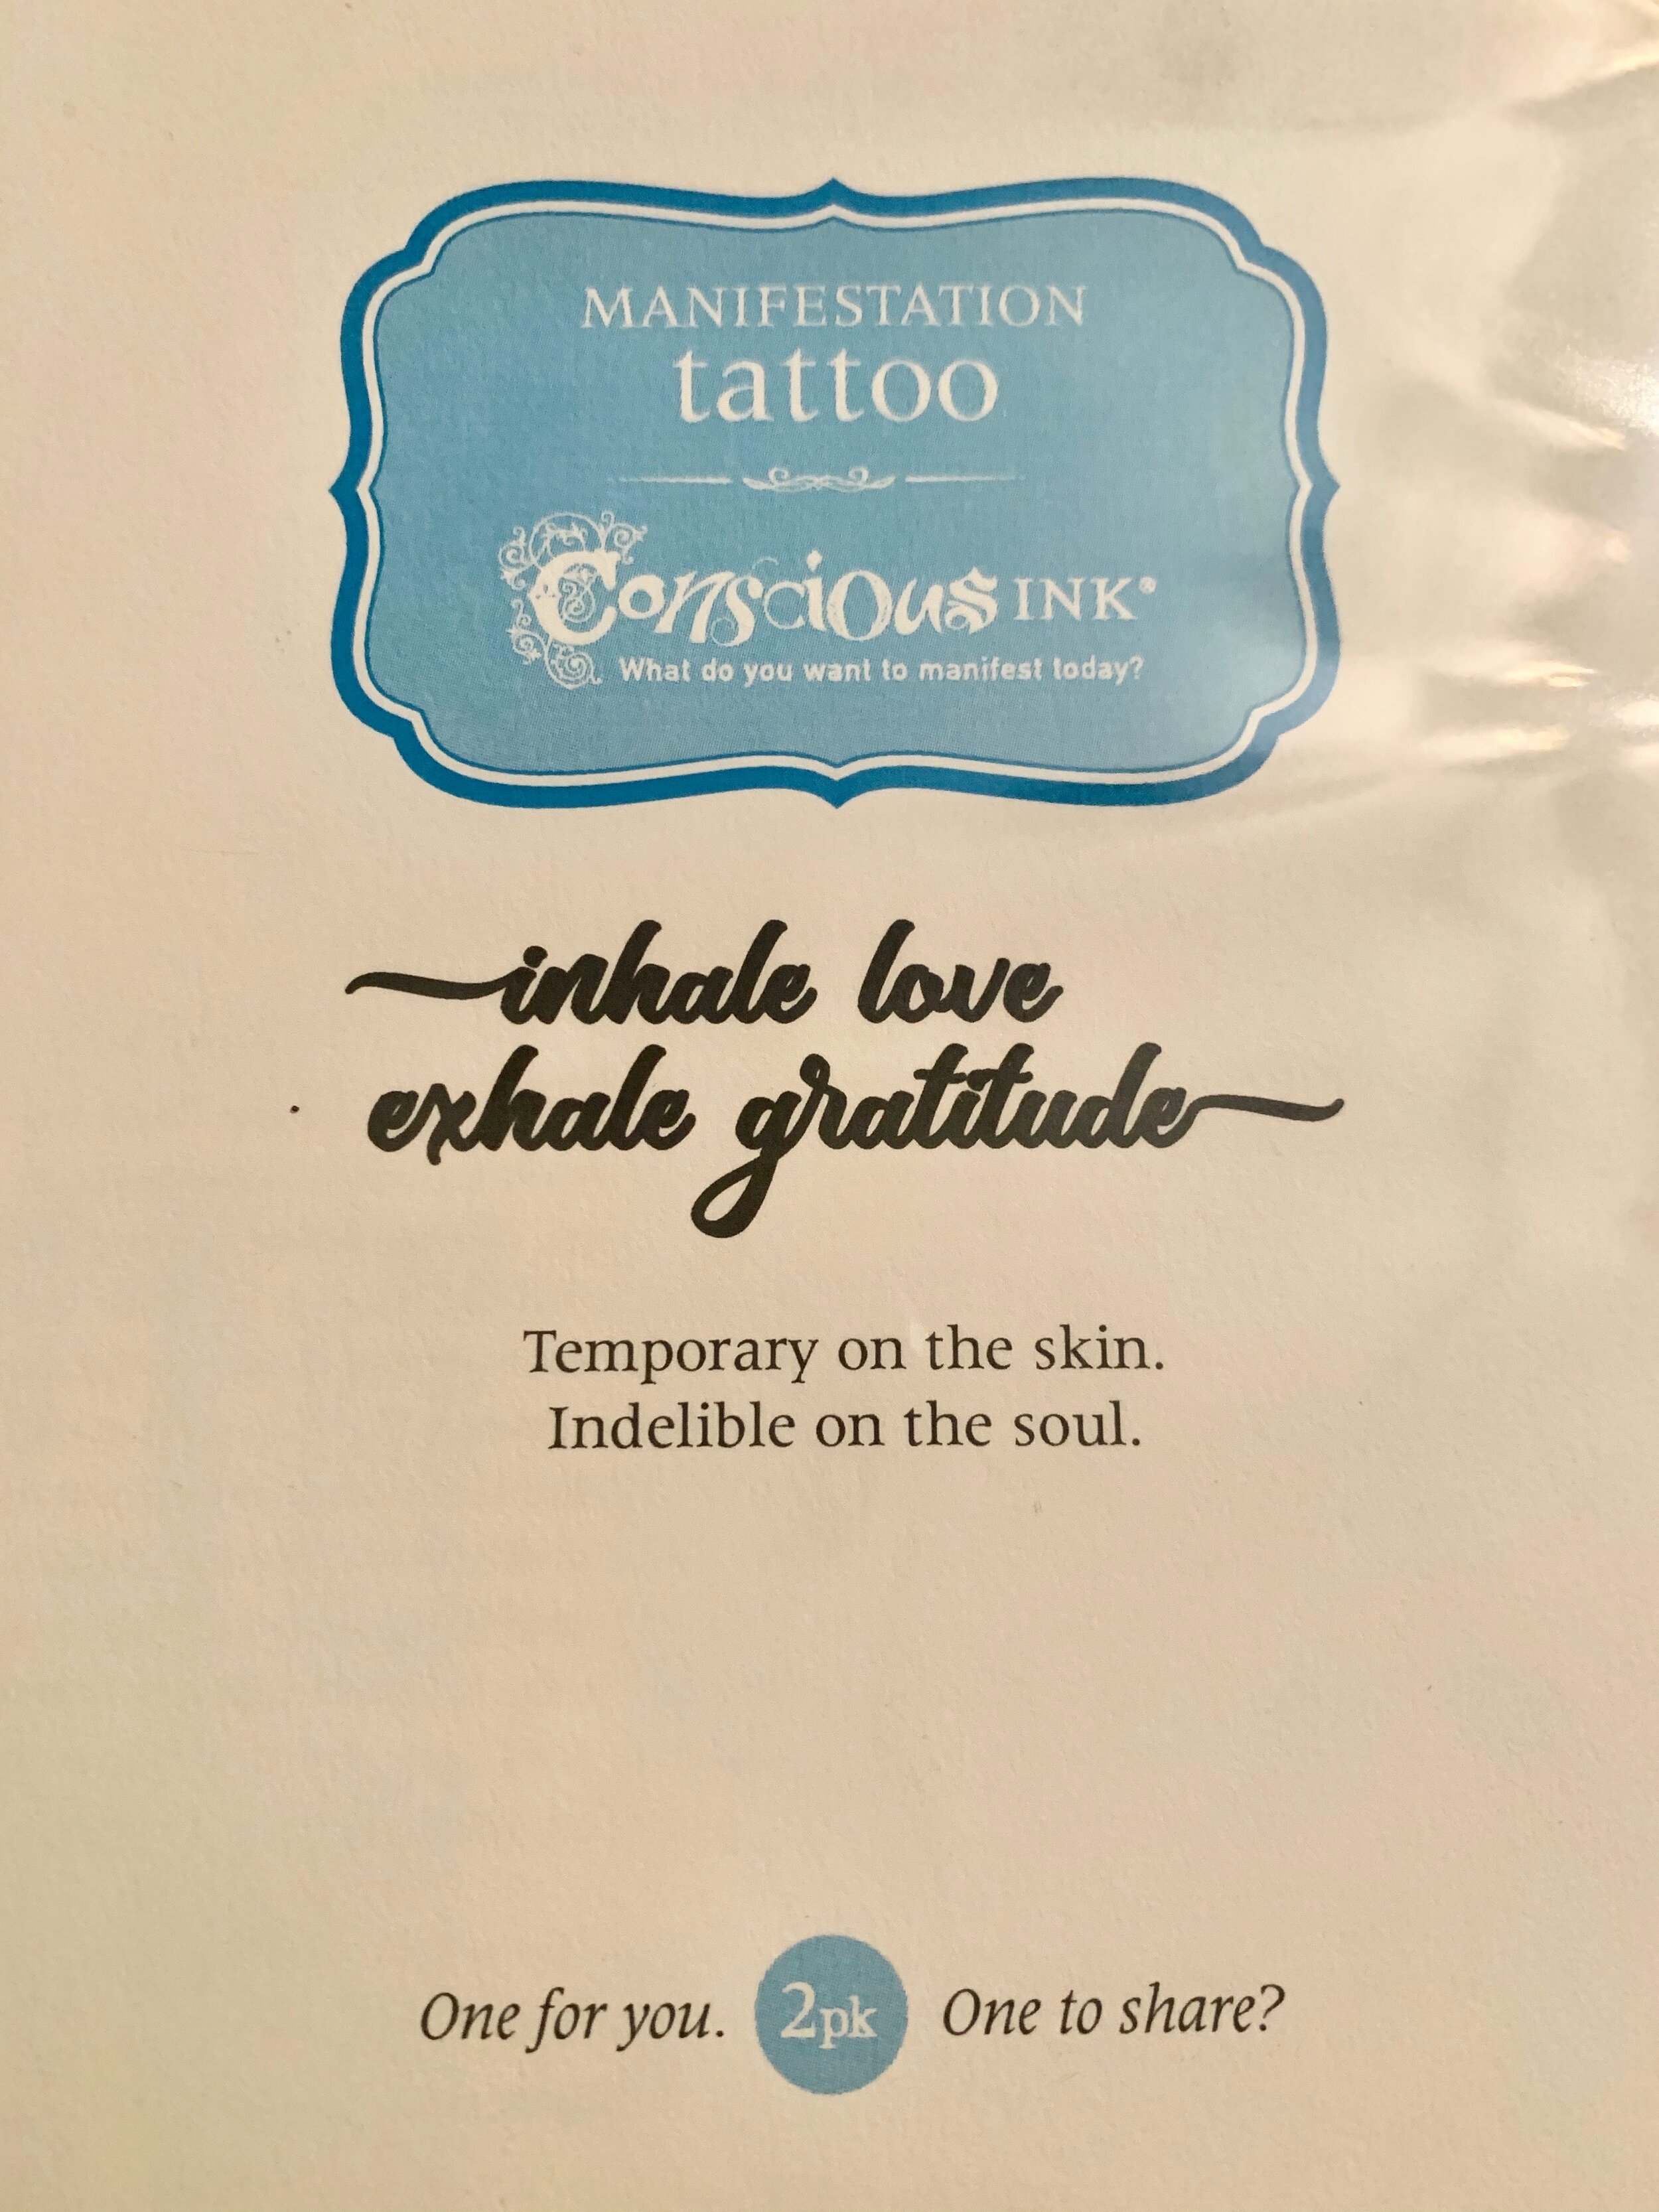 MANIFESTATION
tattoo
Conscious INK®
What do you want to manifest today?
inhale love
exhale gratitude
Temporary on the skin.
Indelible on the soul.
One for you. 2pk One to share?